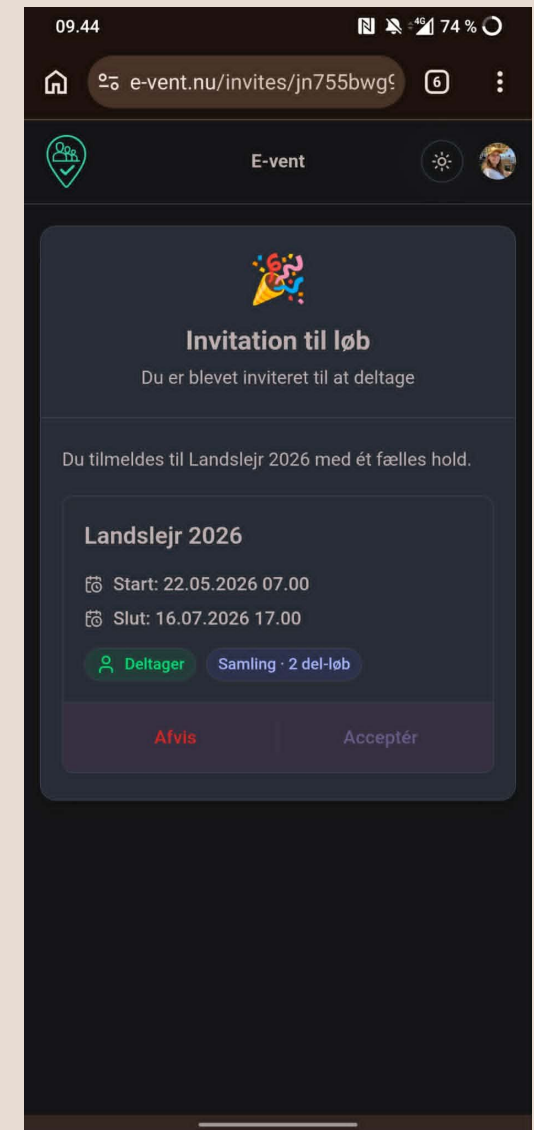 09.44
4G
74 %
e-vent.nu/invites/jn755bwg
6
E-vent
Invitation til løb
Du er blevet inviteret til at deltage
Du tilmeldes til Landslejr 2026 med ét fælles hold.
Landslejr 2026
Start: 22.05.2026 07.00
Slut: 16.07.2026 17.00
Deltager
Samling · 2 del-løb
Afvis
Acceptér